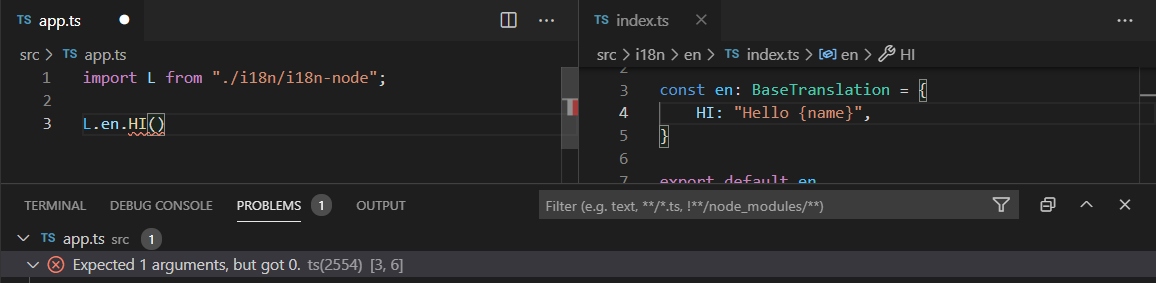 TS app.ts
src > TS app.ts
1 import L from "./i18n/i18n-node";
2
3 L.en.HI()
TS index.ts
src > i18n > en > TS index.ts > en > HI
2
3 const en: BaseTranslation = {
4 HI: "Hello {name}",
5 }
6
7 export default en
TERMINAL DEBUG CONSOLE PROBLEMS 1 OUTPUT Filter (e.g. text, **/*.ts, !**/node_modules/**)
TS app.ts src 1
Expected 1 arguments, but got 0. ts(2554) [3, 6]